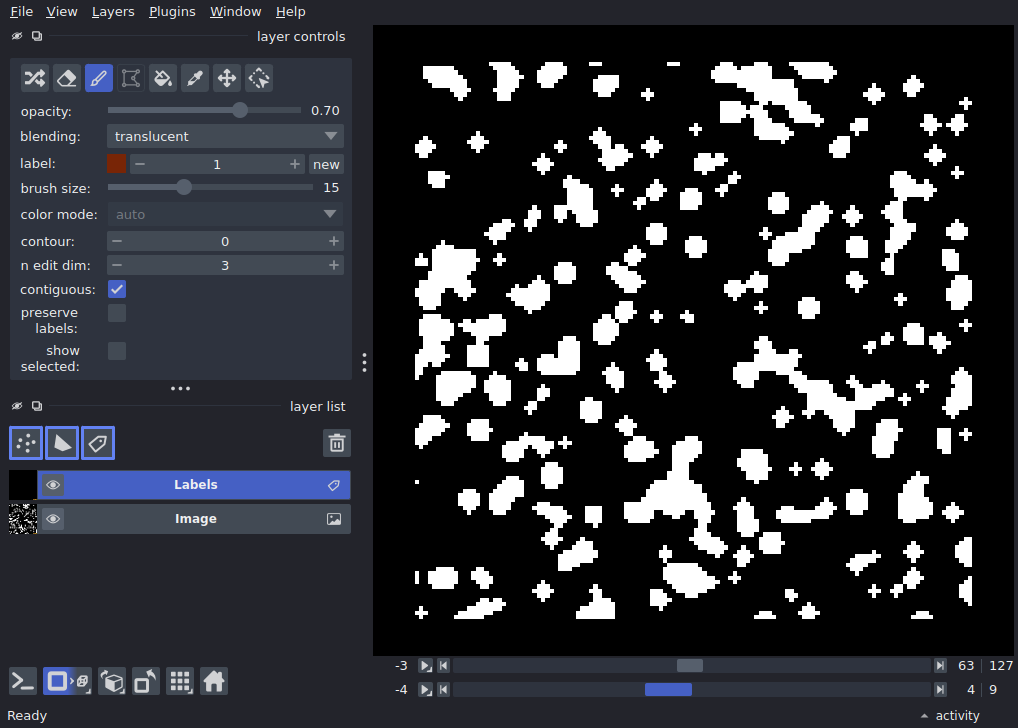 File View Layers Plugins Window Help
layer controls
opacity: 0.70
blending: translucent
label: 1 new
brush size: 15
color mode: auto
contour: 0
n edit dim: 3
contiguous:
preserve
labels:
show
selected:
layer list
Labels
Image
-3 63 127
-4 4 9
Ready activity